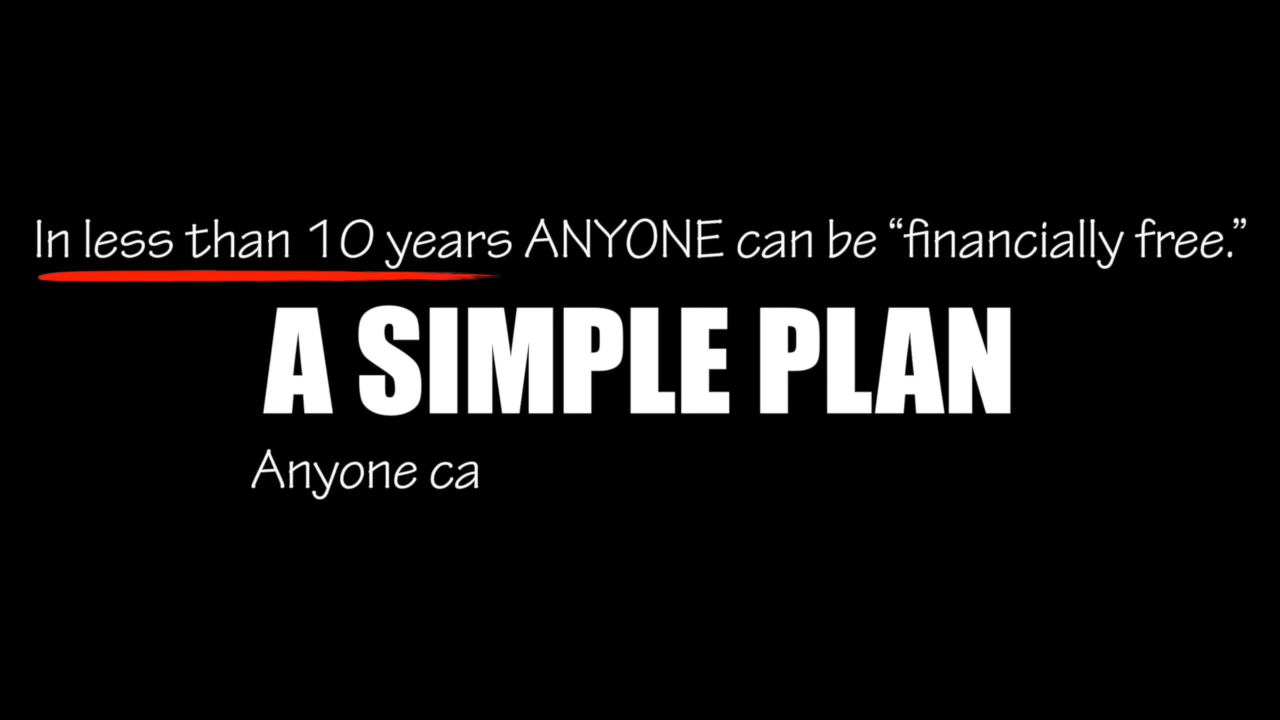 In less than 10 years ANYONE can be “financially free.”
A SIMPLE PLAN
Anyone ca